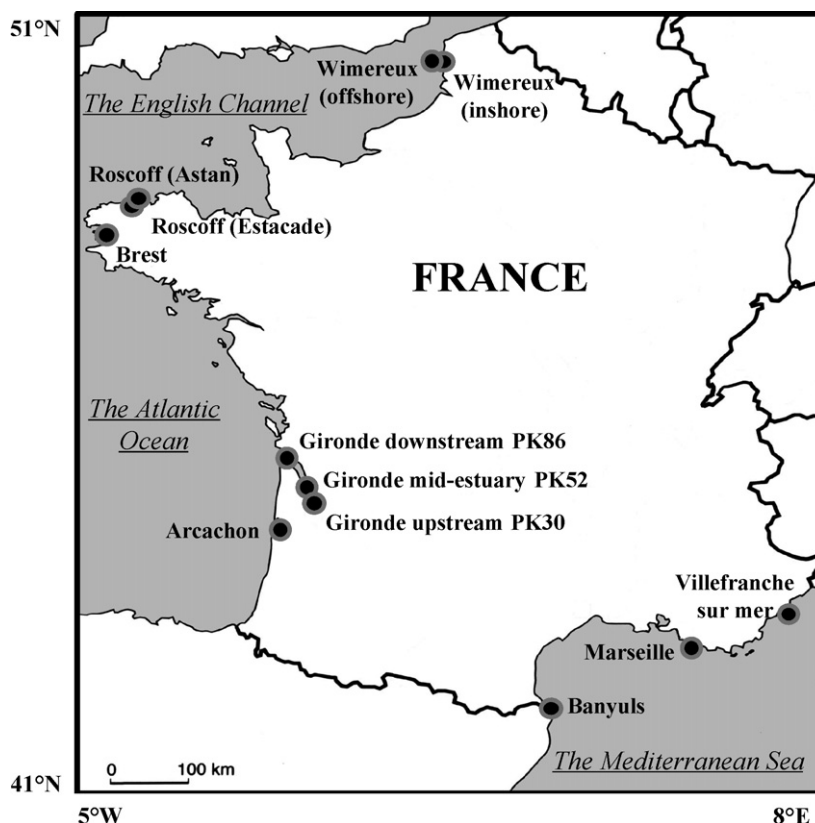 51°N
Wimereux
(offshore)
Wimereux
(inshore)
The English Channel
Roscoff (Astan)
Roscoff (Estacade)
Brest
FRANCE
The Atlantic
Ocean
Gironde downstream PK86
Gironde mid-estuary PK52
Gironde upstream PK30
Arcachon
Villefranche
sur mer
Marseille
Banyuls
The Mediterranean Sea
0 100 km
41°N
5°W
8°E